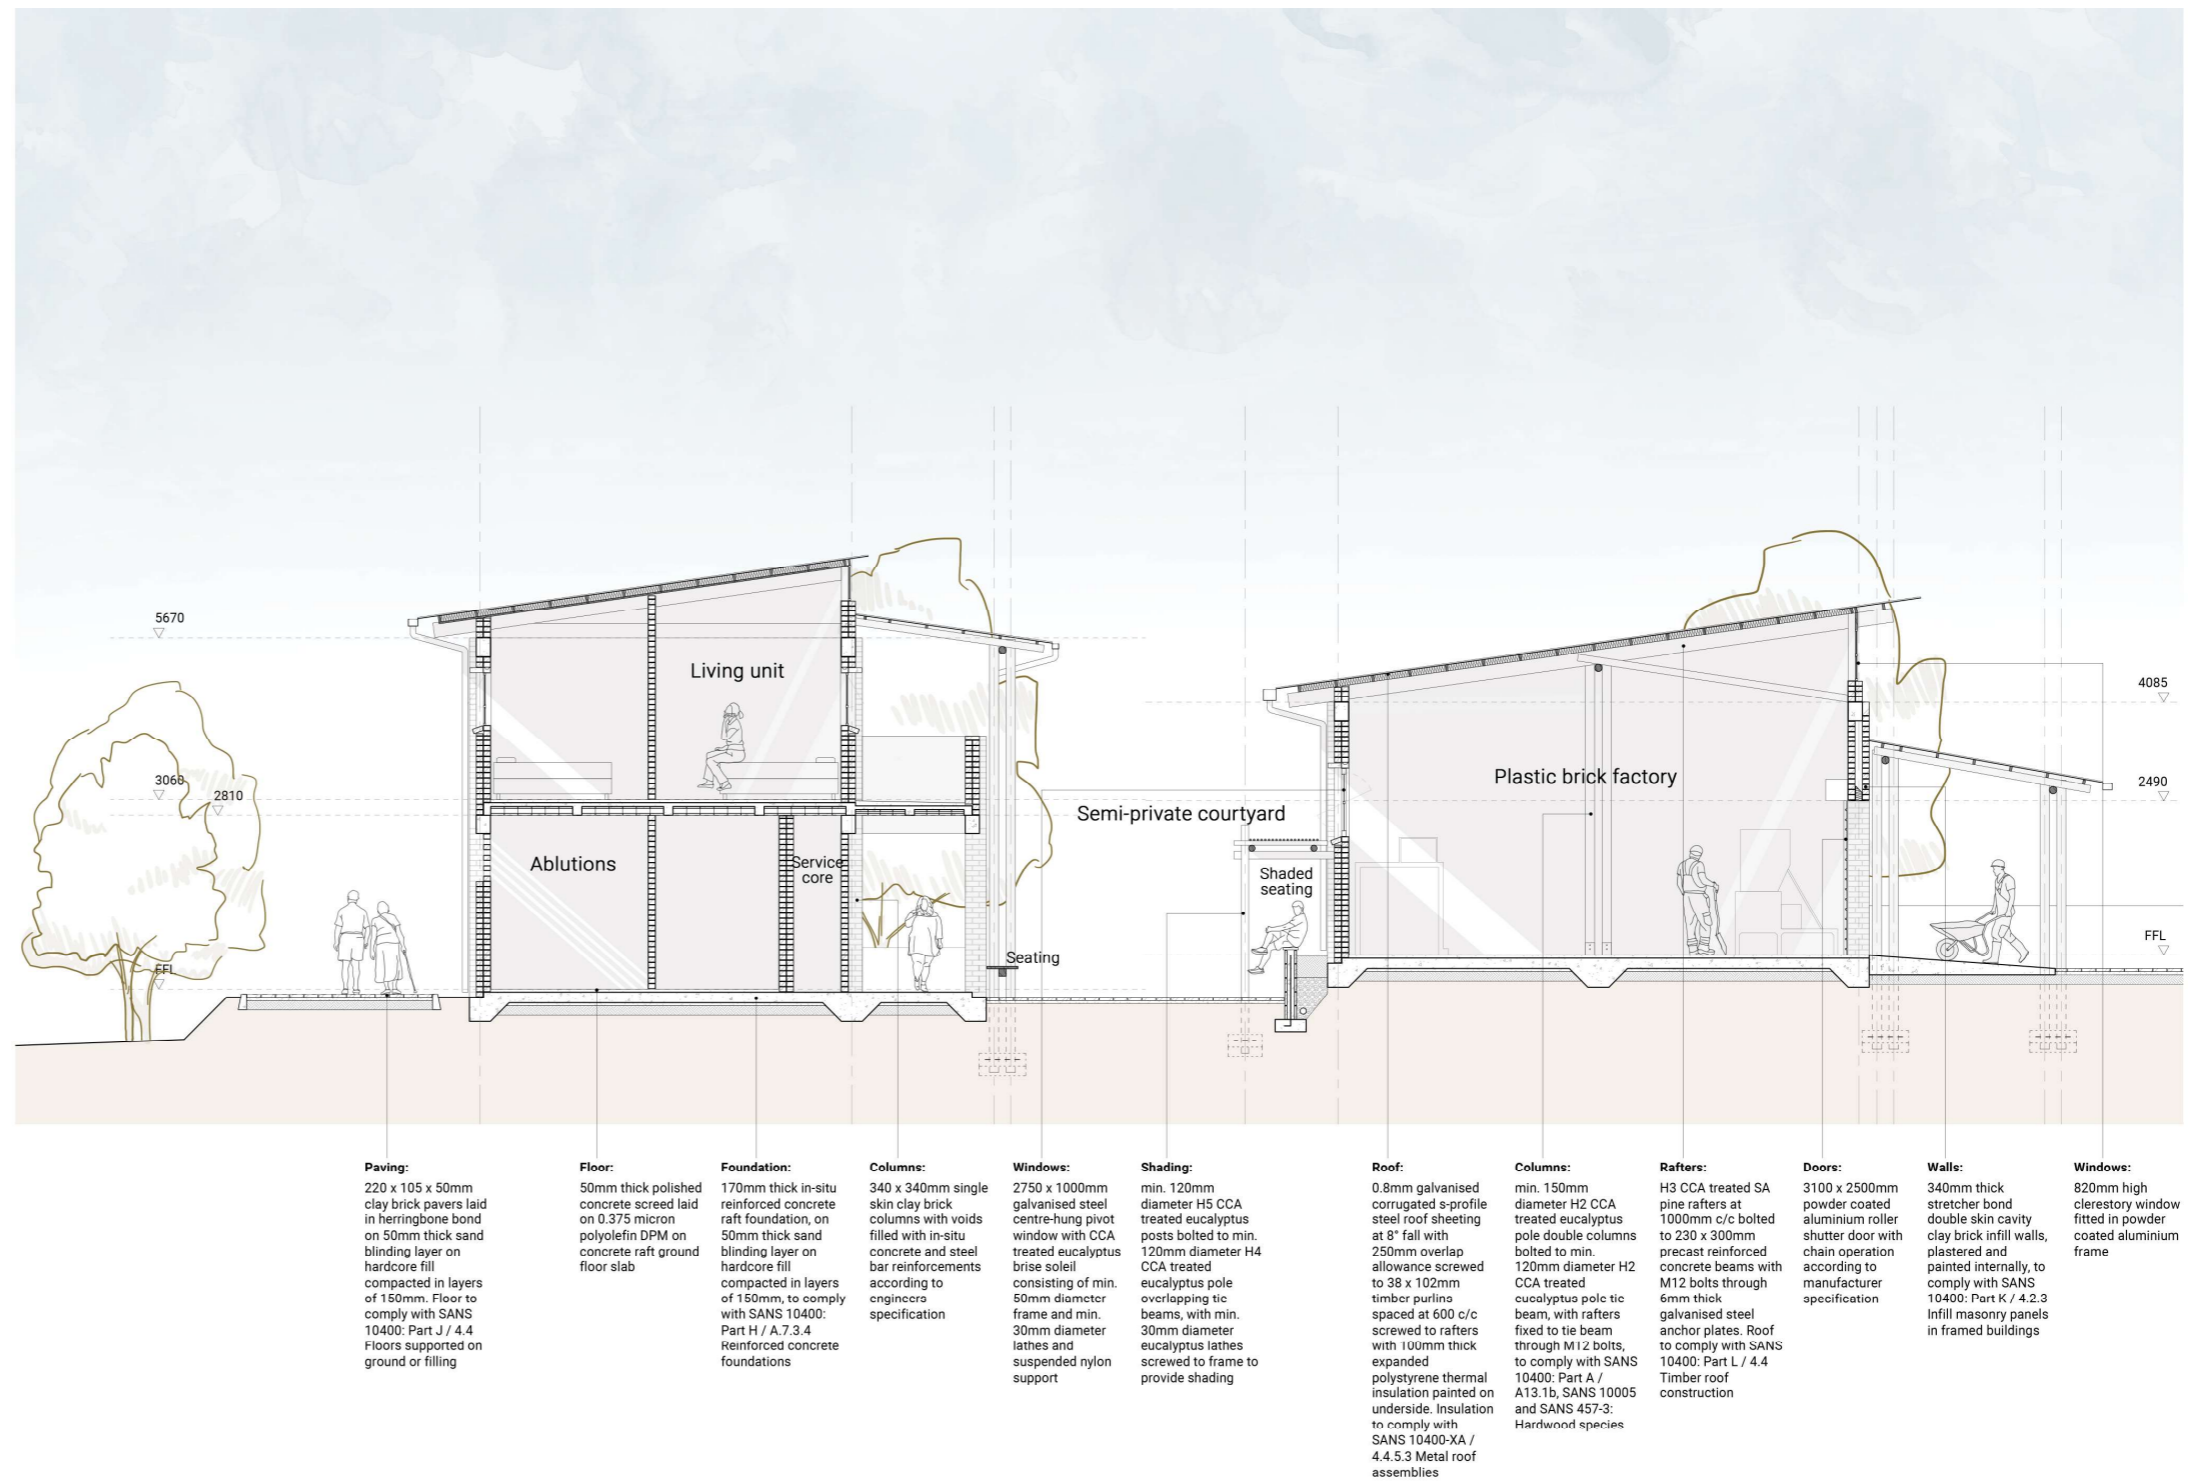 5670
Living unit
4085
3060
2810
Plastic brick factory
2490
Semi-private courtyard
Ablutions
Service
core
Shaded
seating
FFL
Seating
FFL
Paving:
220 x 105 x 50mm
clay brick pavers laid
in herringbone bond
on 50mm thick sand
blinding layer on
hardcore fill
compacted in layers
of 150mm. Floor to
comply with SANS
10400: Part J / 4.4
Floors supported on
ground or filling
Floor:
50mm thick polished
concrete screed laid
on 0.375 micron
polyolefin DPM on
concrete raft ground
floor slab
Foundation:
170mm thick in-situ
reinforced concrete
raft foundation, on
50mm thick sand
blinding layer on
hardcore fill
compacted in layers
of 150mm, to comply
with SANS 10400:
Part H / A.7.3.4
Reinforced concrete
foundations
Columns:
340 x 340mm single
skin clay brick
columns with voids
filled with in-situ
concrete and steel
bar reinforcements
according to
engineers
specification
Windows:
2750 x 1000mm
galvanised steel
centre-hung pivot
window with CCA
treated eucalyptus
brise soleil
consisting of min.
50mm diameter
frame and min.
30mm diameter
lathes and
suspended nylon
support
Shading:
min. 120mm
diameter H5 CCA
treated eucalyptus
posts bolted to min.
120mm diameter H4
CCA treated
eucalyptus pole
overlapping tie
beams, with min.
30mm diameter
eucalyptus lathes
screwed to frame to
provide shading
Roof:
0.8mm galvanised
corrugated s-profile
steel roof sheeting
at 8° fall with
250mm overlap
allowance screwed
to 38 x 102mm
timber purlins
spaced at 600 c/c
screwed to rafters
with 100mm thick
expanded
polystyrene thermal
insulation painted on
underside. Insulation
to comply with
SANS 10400-XA /
4.4.5.3 Metal roof
assemblies
Columns:
min. 150mm
diameter H2 CCA
treated eucalyptus
pole double columns
bolted to min.
120mm diameter H2
CCA treated
eucalyptus pole tie
beam, with rafters
fixed to tie beam
through M12 bolts,
to comply with SANS
10400: Part A /
A13.1b, SANS 10005
and SANS 457-3:
Hardwood species
Rafters:
H3 CCA treated SA
pine rafters at
1000mm c/c bolted
to 230 x 300mm
precast reinforced
concrete beams with
M12 bolts through
6mm thick
galvanised steel
anchor plates. Roof
to comply with SANS
10400: Part L / 4.4
Timber roof
construction
Doors:
3100 x 2500mm
powder coated
aluminium roller
shutter door with
chain operation
according to
manufacturer
specification
Walls:
340mm thick
stretcher bond
double skin cavity
clay brick infill walls,
plastered and
painted internally, to
comply with SANS
10400: Part K / 4.2.3
Infill masonry panels
in framed buildings
Windows:
820mm high
clerestory window
fitted in powder
coated aluminium
frame